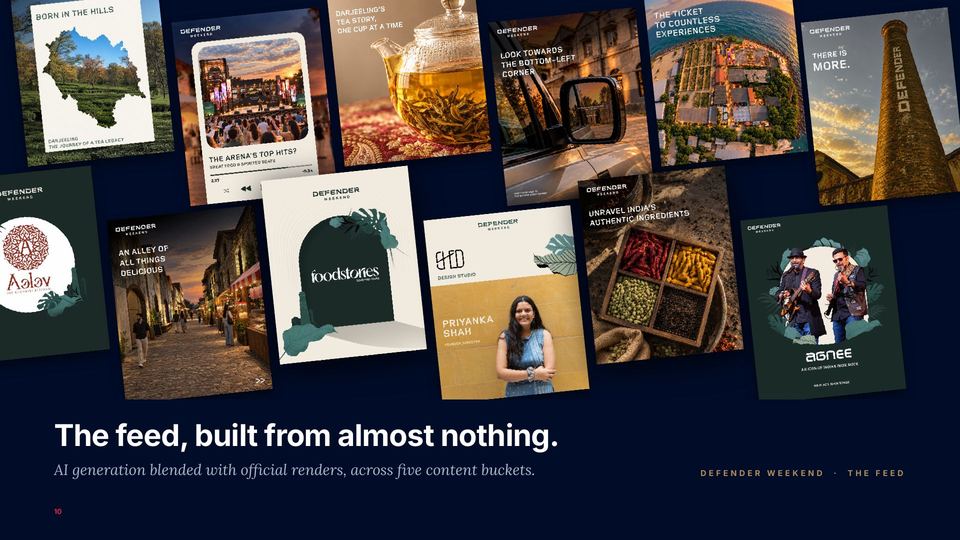 BORN IN THE HILLS
DARJEELING
THE JOURNEY OF A TEA LEGACY
DEFENDER
WEEKEND
THE ARENA'S TOP HITS?
GREAT FOOD & SPIRITED BEATS
DARJEELING'S
TEA STORY,
ONE CUP AT A TIME
DEFENDER
WEEKEND
LOOK TOWARDS
THE BOTTOM-LEFT
CORNER
THE TICKET
TO COUNTLESS
EXPERIENCES
DEFENDER
WEEKEND
THERE IS
MORE.
DEFENDER
DEFENDER
WEEKEND
DEFENDER
WEEKEND
AN ALLEY OF
ALL THINGS
DELICIOUS
>>
DEFENDER
WEEKEND
foodstories
DEFENDER
WEEKEND
DESIGN STUDIO
PRIYANKA
SHAH
DEFENDER
WEEKEND
UNRAVEL INDIA'S
AUTHENTIC INGREDIENTS
DEFENDER
WEEKEND
AGNEE
The feed, built from almost nothing.
AI generation blended with official renders, across five content buckets.
DEFENDER WEEKEND · THE FEED
10